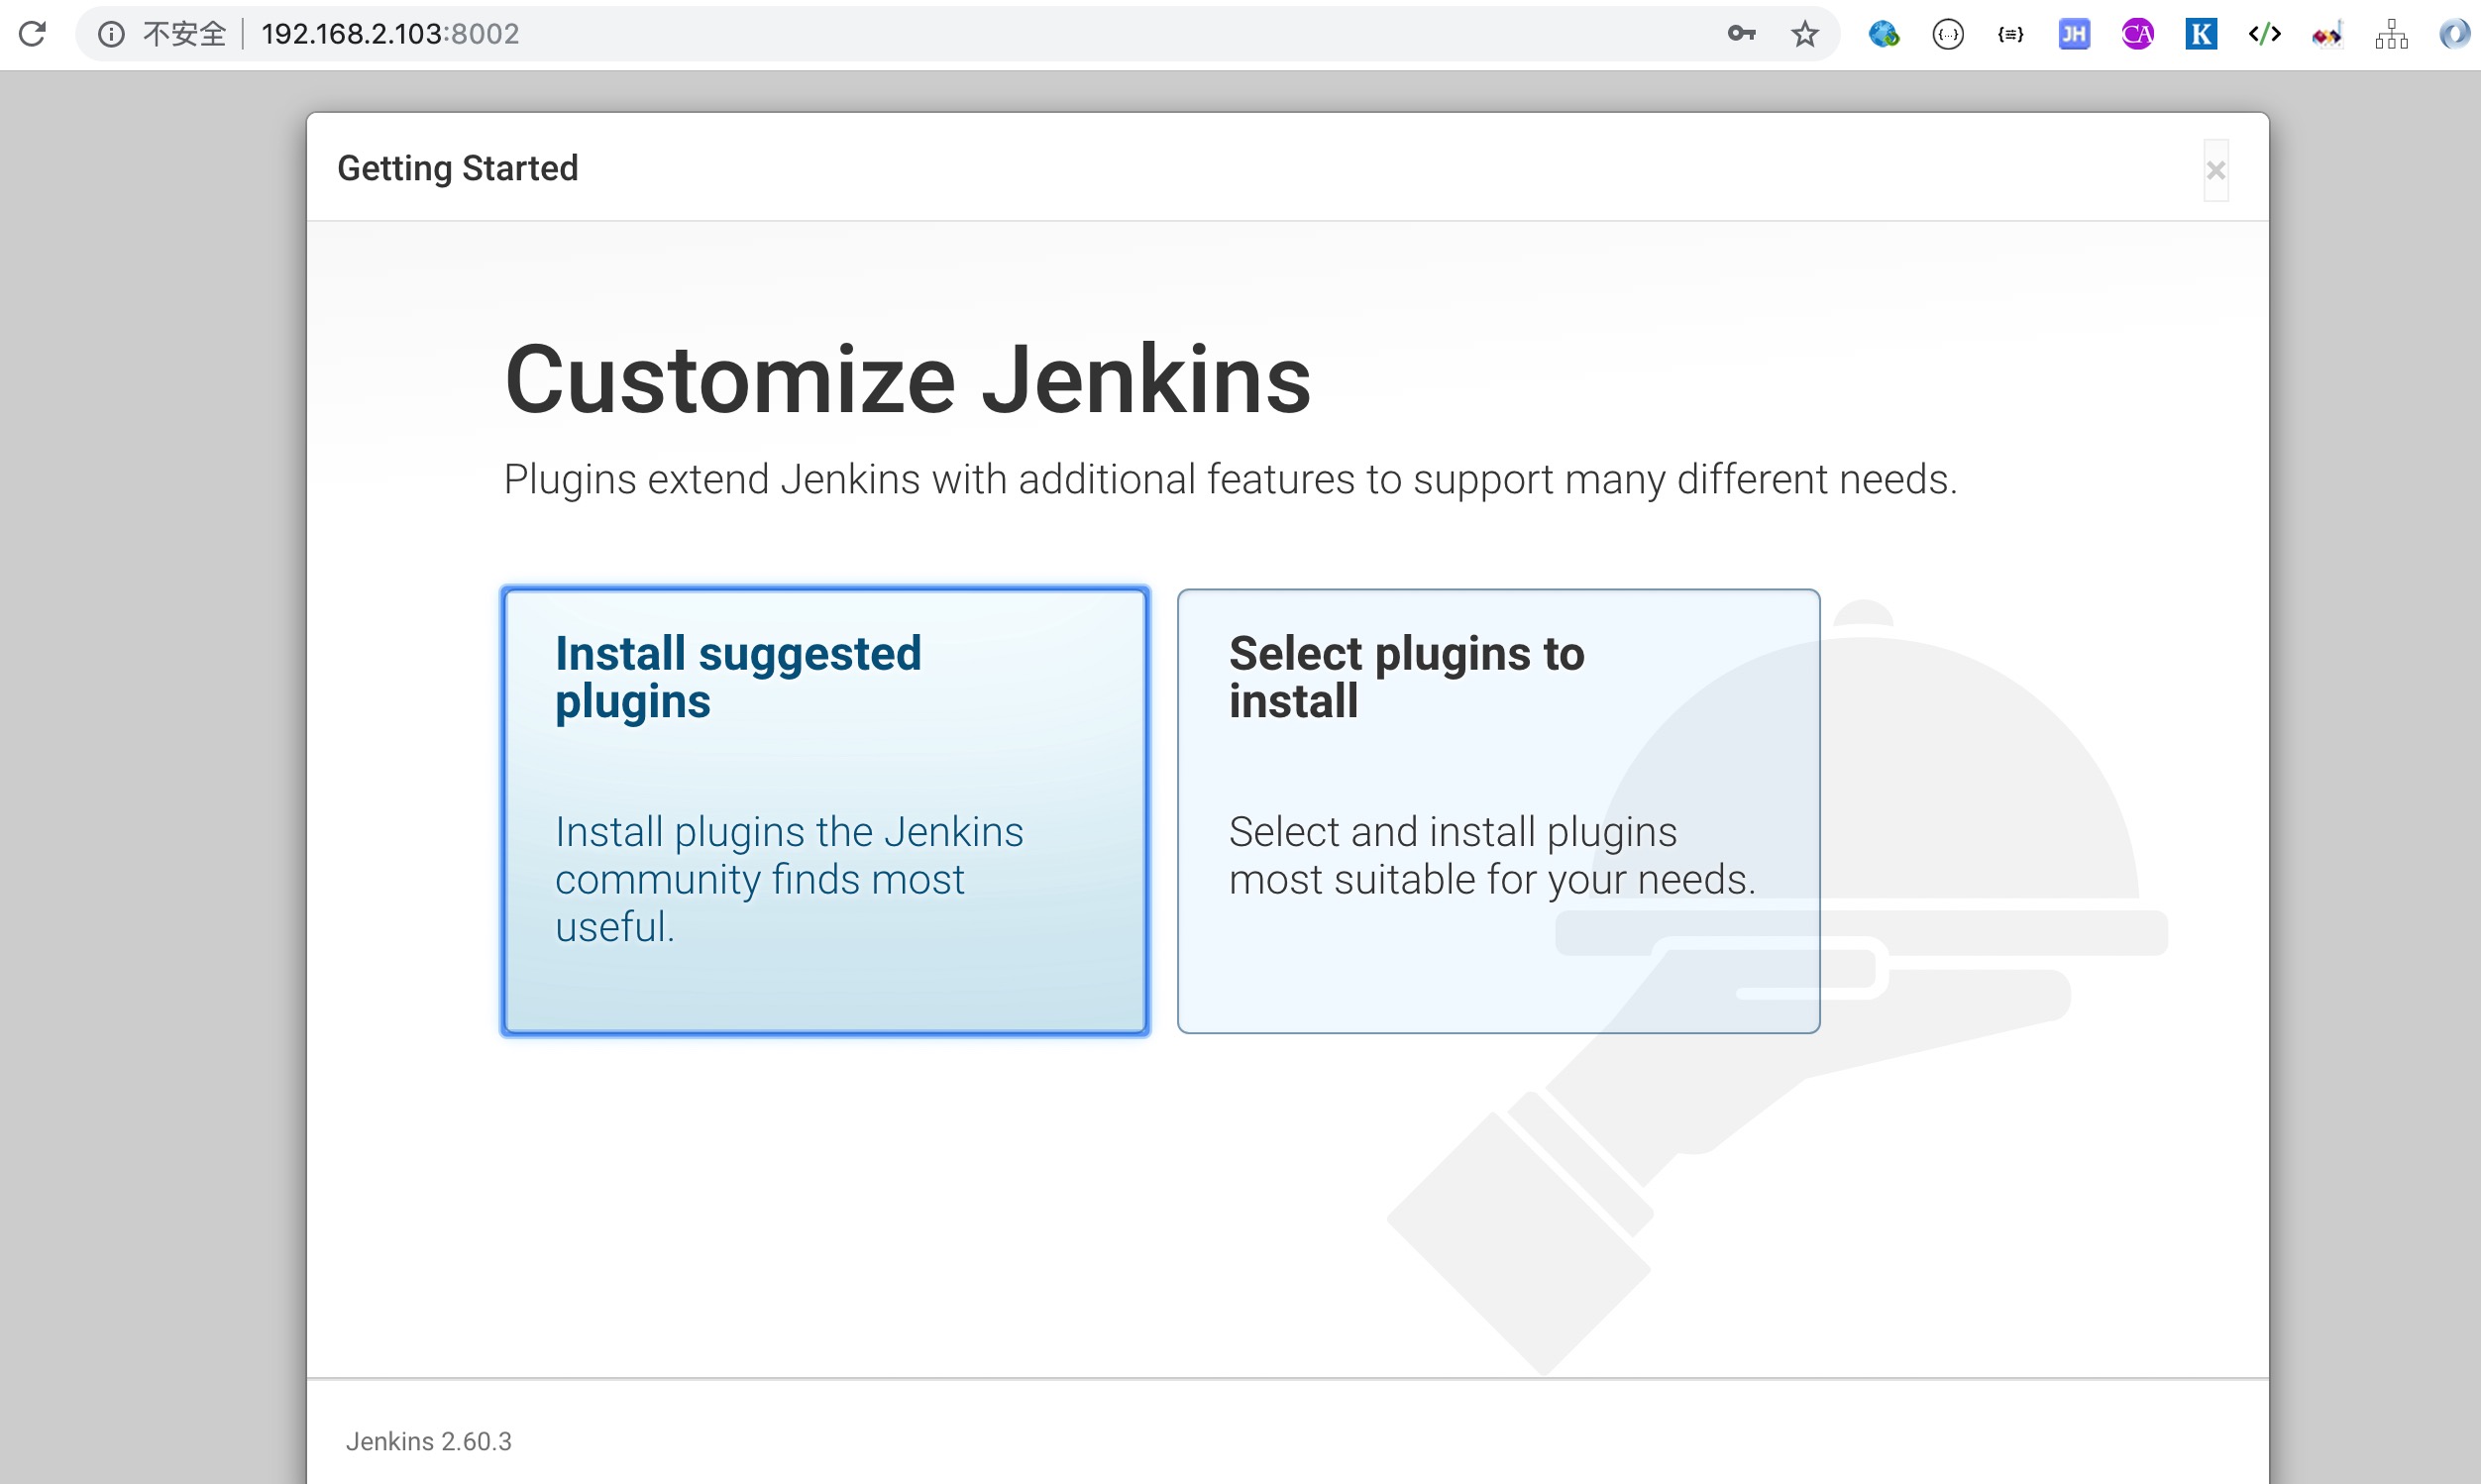 不安全 192.168.2.103:8002
{...} {≡} JH CA K </>
Getting Started ×
Customize Jenkins
Plugins extend Jenkins with additional features to support many different needs.
Install suggested
plugins
Install plugins the Jenkins
community finds most
useful.
Select plugins to
install
Select and install plugins
most suitable for your needs.
Jenkins 2.60.3